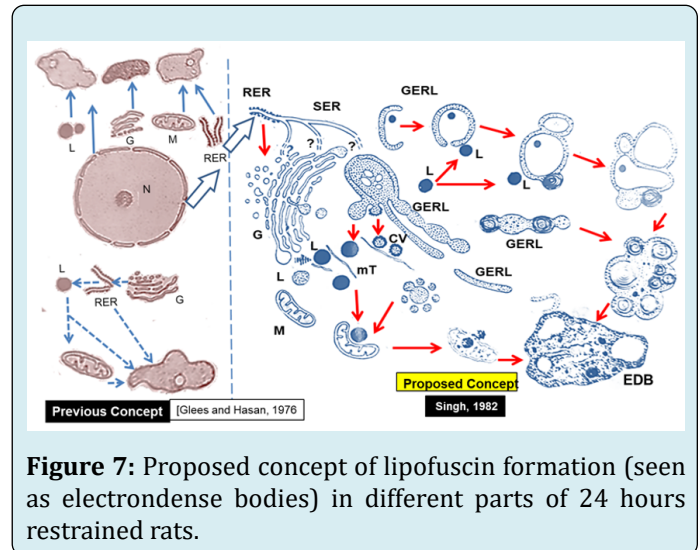 L
G
M
RER
N
L
RER
G
Previous Concept
[Glees and Hasan, 1976
RER
SER
GERL
?
?
?
L
L
L
GERL
GERL
G
L
CV
mT
L
GERL
M
Proposed Concept
Singh, 1982
EDB
Figure 7: Proposed concept of lipofuscin formation (seen
as electrondense bodies) in different parts of 24 hours
restrained rats.